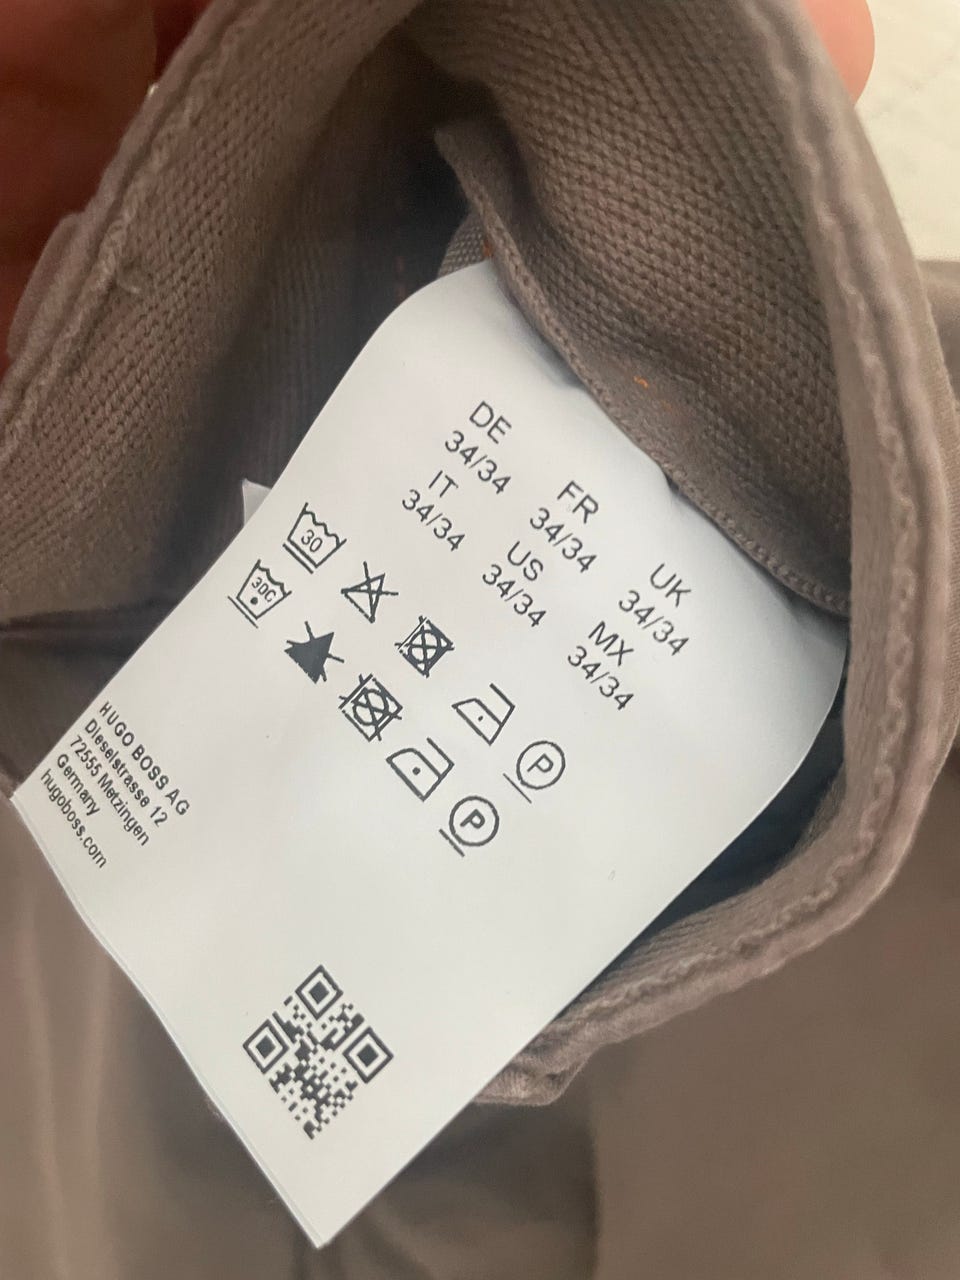 DE FR UK
34/34 34/34 34/34
IT US MX
34/34 34/34 34/34
30 P
30C P
HUGO BOSS AG
Dieselstrasse 12
72555 Metzingen
Germany
hugoboss.com